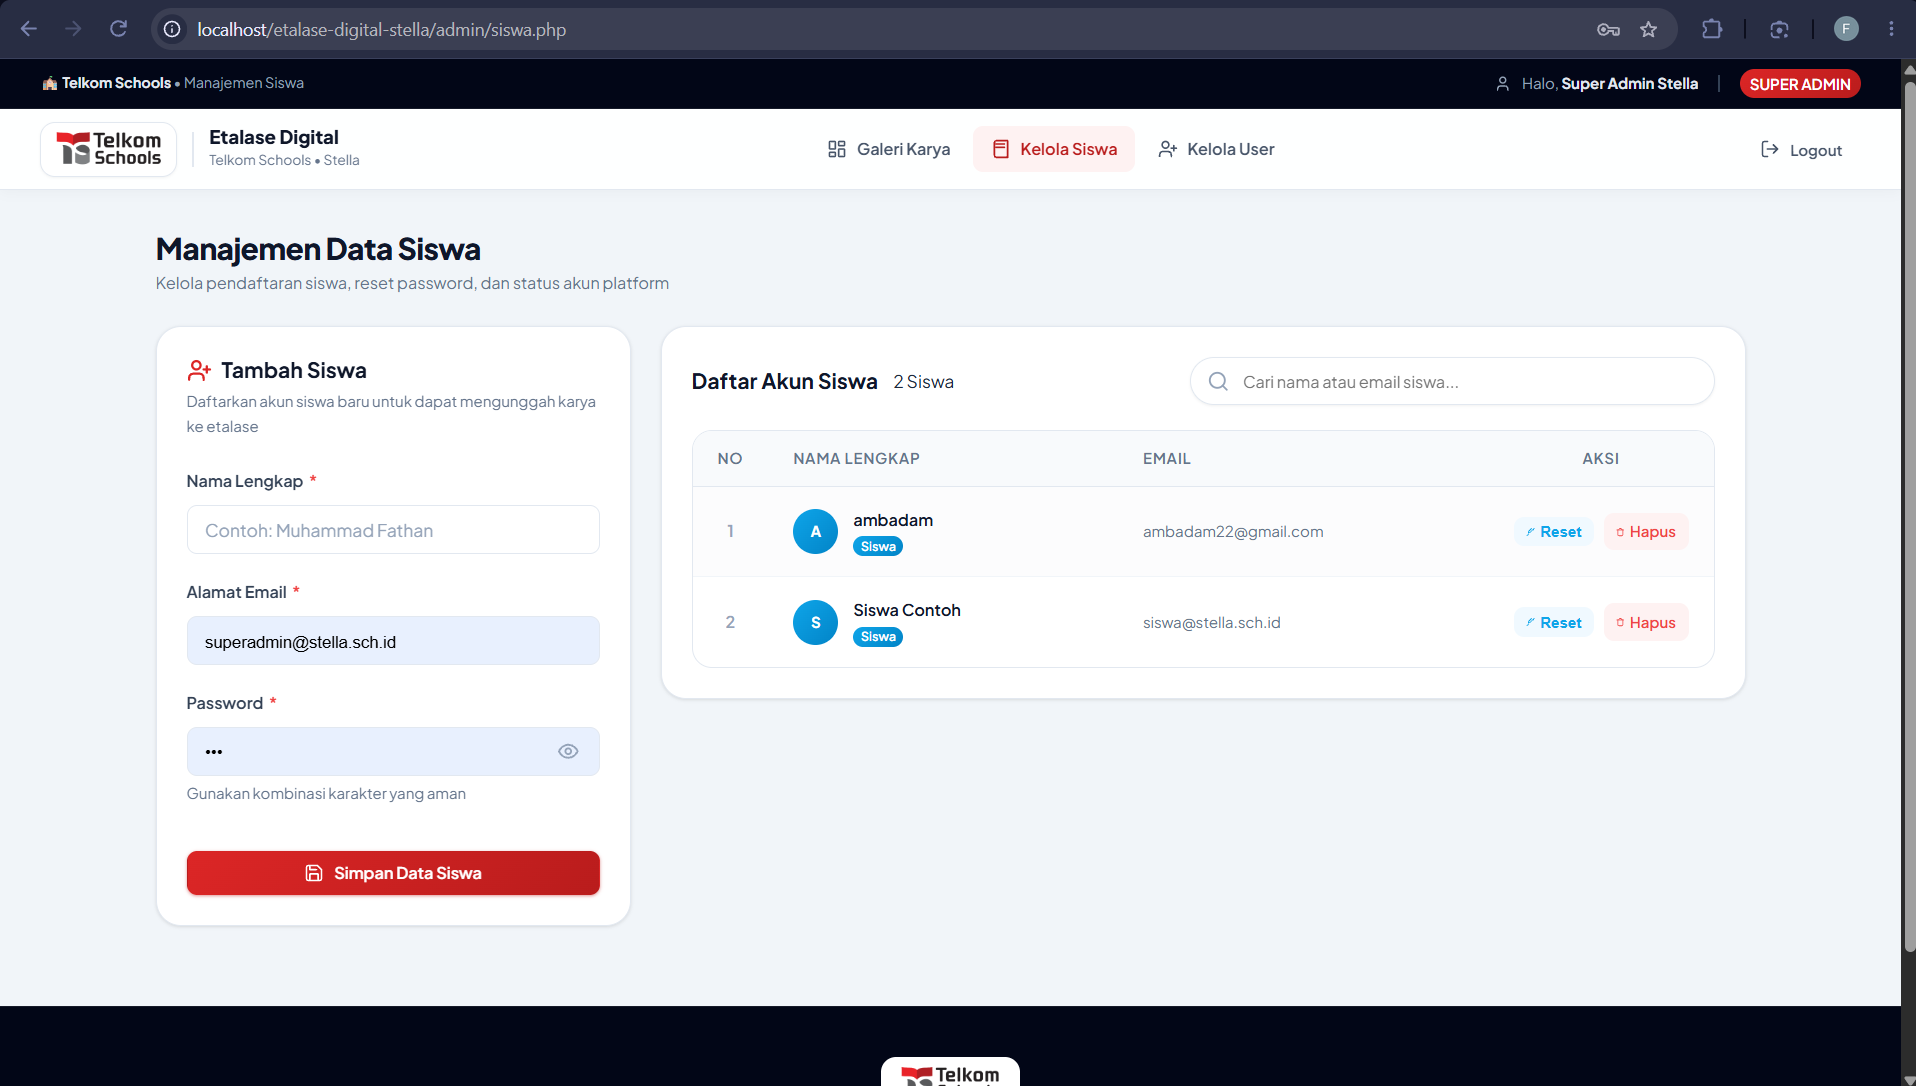 localhost/etalase-digital-stella/admin/siswa.php
F
Telkom Schools • Manajemen Siswa
Halo, Super Admin Stella
SUPER ADMIN
Telkom
Schools
Etalase Digital
Telkom Schools • Stella
Galeri Karya
Kelola Siswa
Kelola User
Logout
Manajemen Data Siswa
Kelola pendaftaran siswa, reset password, dan status akun platform
Tambah Siswa
Daftarkan akun siswa baru untuk dapat mengunggah karya
ke etalase
Nama Lengkap *
Contoh: Muhammad Fathan
Alamat Email *
superadmin@stella.sch.id
Password *
•••
Gunakan kombinasi karakter yang aman
Simpan Data Siswa
Daftar Akun Siswa 2 Siswa
Cari nama atau email siswa...
NO NAMA LENGKAP EMAIL AKSI
1 A ambadam ambadam22@gmail.com Reset Hapus
Siswa
2 S Siswa Contoh siswa@stella.sch.id Reset Hapus
Siswa
Telkom